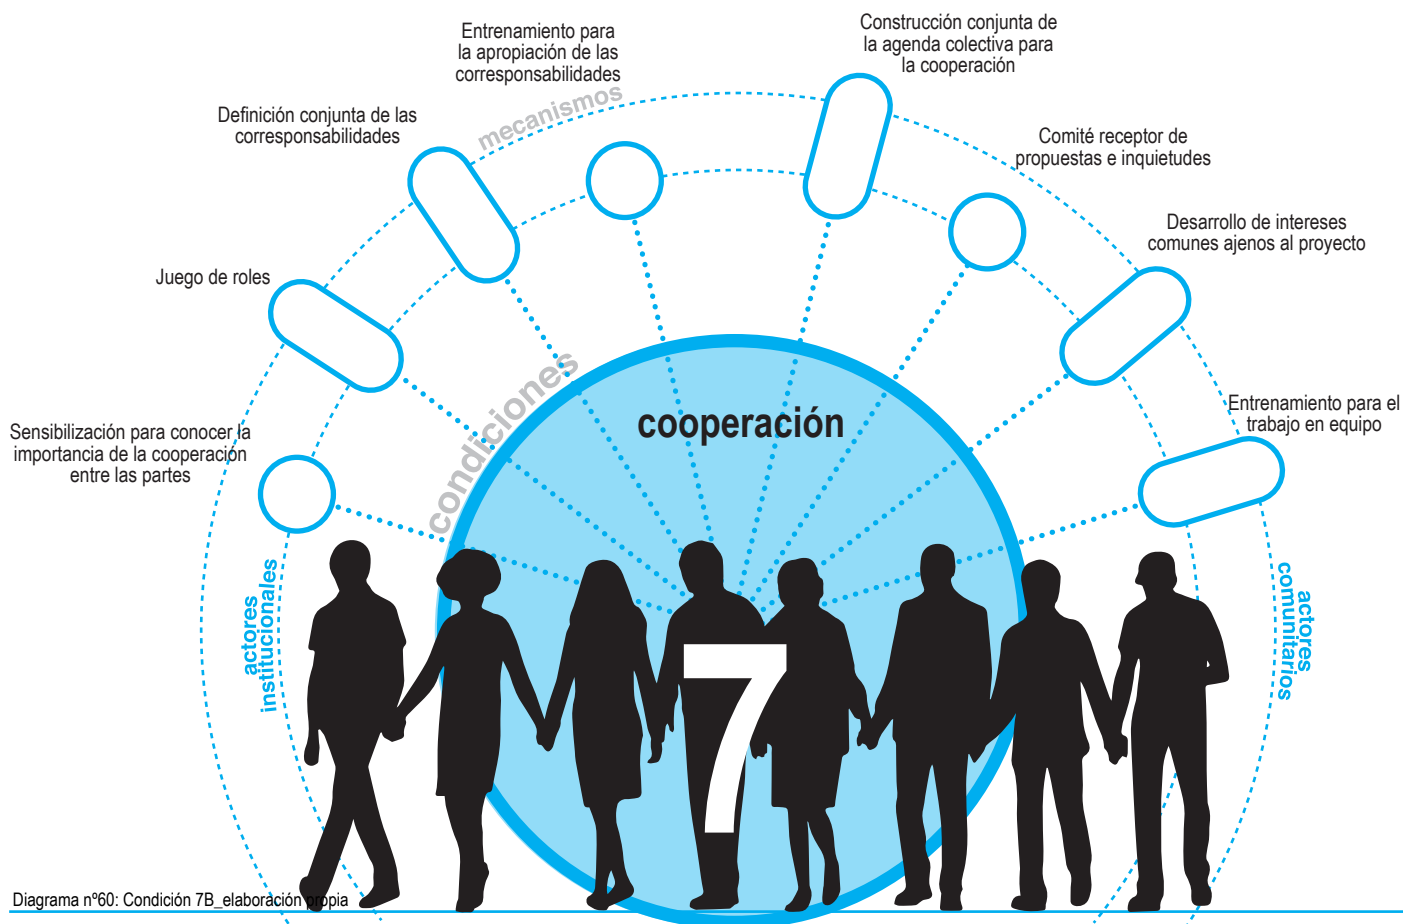 Construcción conjunta de
la agenda colectiva para
la cooperación
Entrenamiento para
la apropiación de las
corresponsabilidades
mecanismos
Definición conjunta de las
corresponsabilidades
Comité receptor de
propuestas e inquietudes
Desarrollo de intereses
comunes ajenos al proyecto
Juego de roles
condiciones
cooperación
Entrenamiento para el
trabajo en equipo
Sensibilización para conocer la
importancia de la cooperación
entre las partes
actores
institucionales
actores
comunitarios
7
Diagrama nº60: Condición 7B_elaboración propia